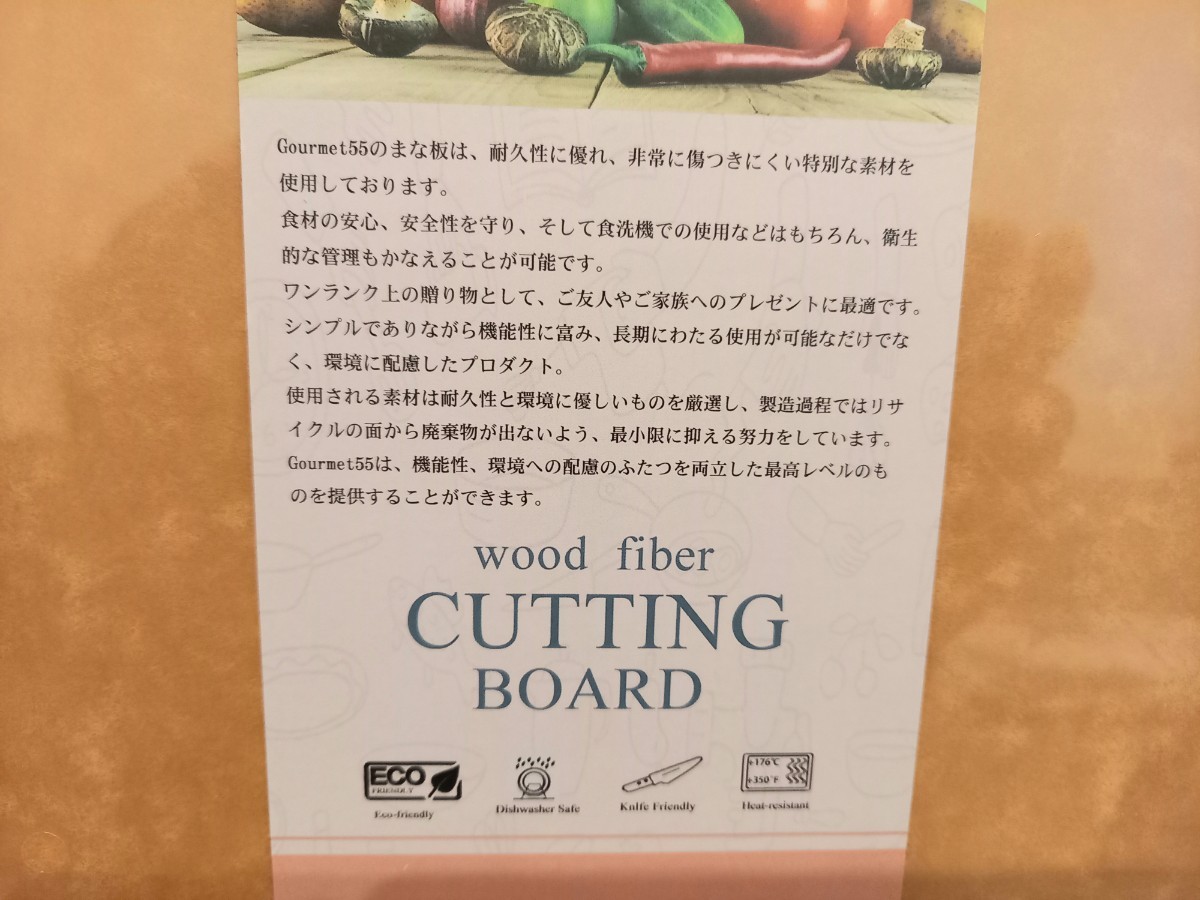 Gourmet55のまな板は、耐久性に優れ、非常に傷つきにくい特別な素材を
使用しております。
食材の安心、安全性を守り、そして食洗機での使用などはもちろん、衛生
的な管理もかなえることが可能です。
ワンランク上の贈り物として、ご友人やご家族へのプレゼントに最適です。
シンプルでありながら機能性に富み、長期にわたる使用が可能なだけでな
く、環境に配慮したプロダクト。
使用される素材は耐久性と環境に優しいものを厳選し、製造過程ではリサ
イクルの面から廃棄物が出ないよう、最小限に抑える努力をしています。
Gourmet55は、機能性、環境への配慮のふたつを両立した最高レベルのも
のを提供することができます。
wood fiber
CUTTING
BOARD
ECO
FRIENDLY
Eco-friendly
Dishwasher Safe
Knife Friendly
+176℃
+350°F
Heat-resistant